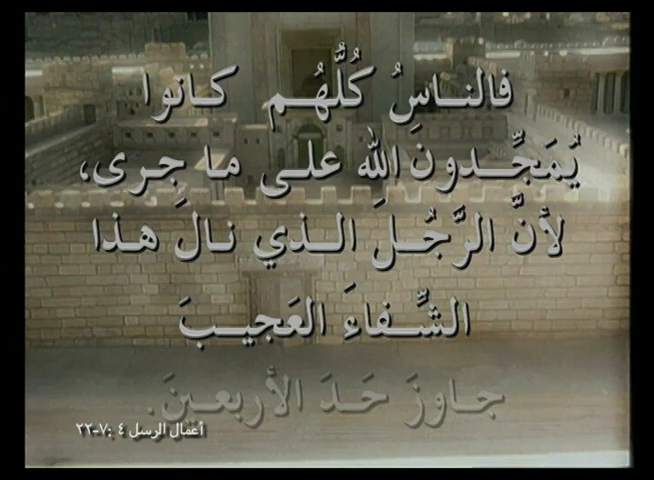 فالناسُ كُلُّهُم كانوا
يُمَجِّدونَ الله على ما جرى،
لأنَّ الرَّجُلَ الذي نالَ هذا
الشِّفاءَ العَجيبَ
جاوزَ حَدَ الأربعينَ.
أعمال الرسل ٤ :٧-٢٢